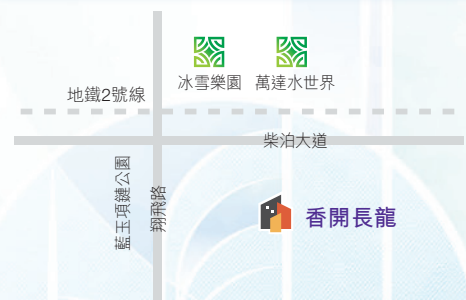 冰雪樂園
萬達水世界
地鐵2號線
柴泊大道
藍玉項鏈公園
翔飛路
香開長龍